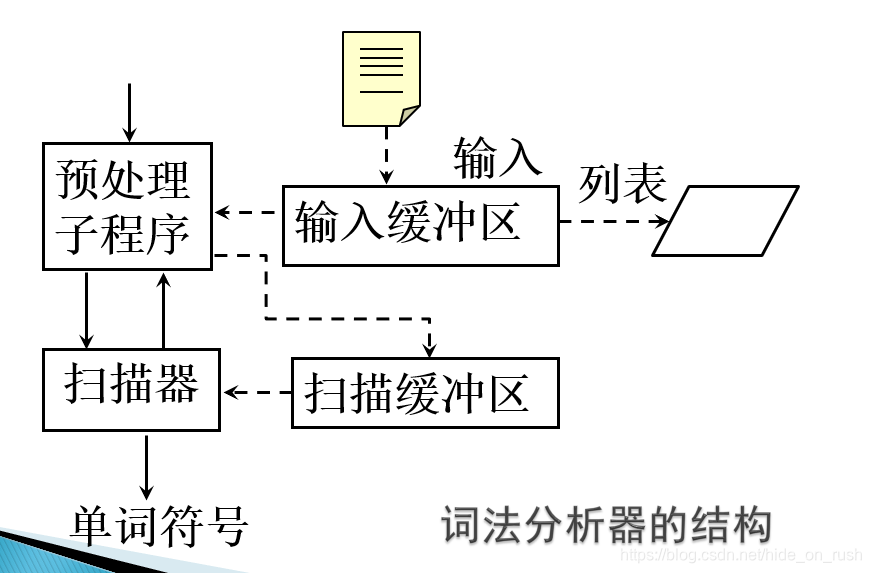 输入
列表
预处理
子程序
输入缓冲区
扫描器
扫描缓冲区
单词符号
词法分析器的结构
https://blog.csdn.net/hide_on_rush